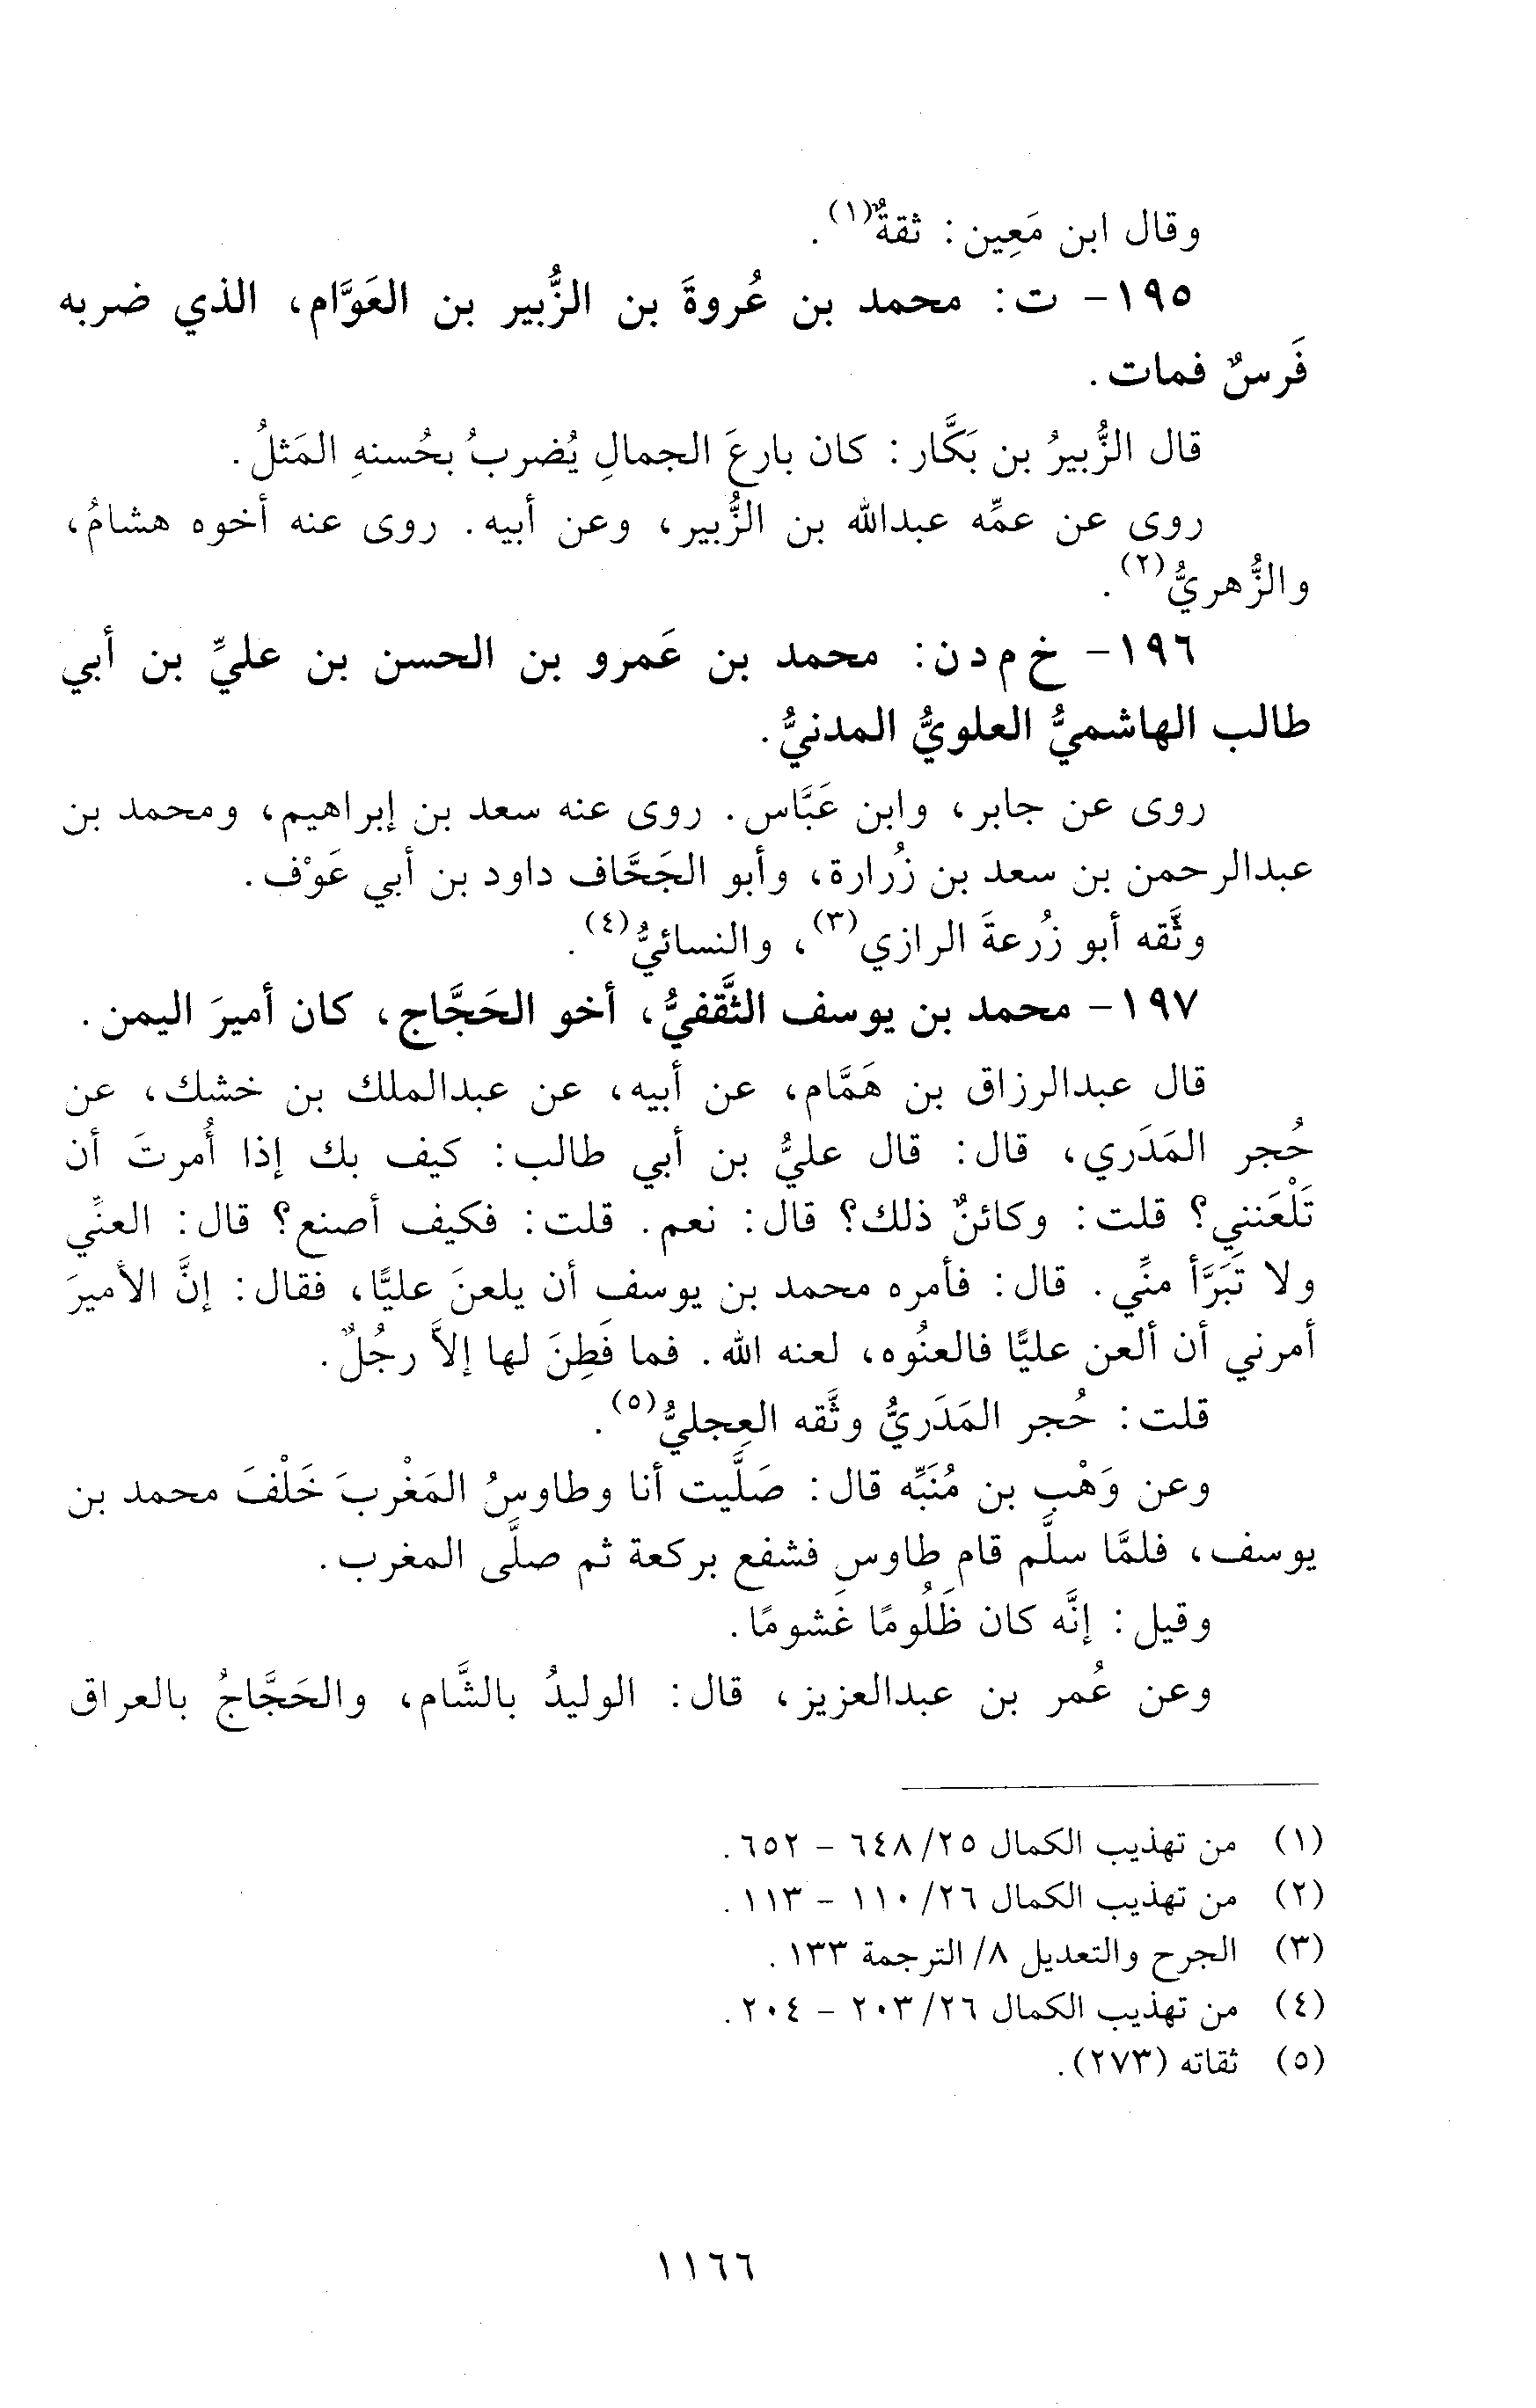 وقال ابن مَعِين: ثقةٌ(١).
١٩٥- ت: محمد بن عُروةَ بن الزُّبير بن العَوَّام، الذي ضربه
فَرسٌ فمات.
قال الزُّبيرُ بن بَكَّار: كان بارعَ الجمالِ يُضربُ بحُسنهِ المَثلُ.
روى عن عمِّه عبدالله بن الزُّبير، وعن أبيه. روى عنه أخوه هشامُ،
والزُّهريُّ(٢).
١٩٦- خ م د ن: محمد بن عَمرو بن الحسن بن عليِّ بن أبي
طالب الهاشميُّ العلويُّ المدنيُّ.
روى عن جابر، وابن عَبَّاس. روى عنه سعد بن إبراهيم، ومحمد بن
عبدالرحمن بن سعد بن زُرارة، وأبو الجَحَّاف داود بن أبي عَوْف.
وثَّقه أبو زُرعةَ الرازي(٣)، والنسائيُّ(٤).
١٩٧- محمد بن يوسف الثَّقفيُّ، أخو الحَجَّاج، كان أميرَ اليمن.
قال عبدالرزاق بن هَمَّام، عن أبيه، عن عبدالملك بن خشك، عن
حُجر المَدَري، قال: قال عليُّ بن أبي طالب: كيف بك إذا أُمرتَ أن
تَلْعَنني؟ قلت: وكائنٌ ذلك؟ قال: نعم. قلت: فكيف أصنع؟ قال: العنِّي
ولا تَبَرَّأ منِّي. قال: فأمره محمد بن يوسف أن يلعنَ عليًّا، فقال: إنَّ الأميرَ
أمرني أن ألعن عليًّا فالعنُوه، لعنه الله. فما فَطِنَ لها إلاَّ رجُلٌ.
قلت: حُجر المَدَريُّ وثَّقه العِجليُّ(٥).
وعن وَهْب بن مُنَبِّه قال: صَلَّيت أنا وطاوسُ المَغْربَ خَلْفَ محمد بن
يوسف، فلمَّا سلَّم قام طاوس فشفع بركعة ثم صلَّى المغرب.
وقيل: إنَّه كان ظَلُومًا غَشومًا.
وعن عُمر بن عبدالعزيز، قال: الوليدُ بالشَّام، والحَجَّاجُ بالعراق
(١) من تهذيب الكمال ٢٥/ ٦٤٨ - ٦٥٢.
(٢) من تهذيب الكمال ٢٦/ ١١٠ - ١١٣.
(٣) الجرح والتعديل ٨/ الترجمة ١٣٣.
(٤) من تهذيب الكمال ٢٦/ ٢٠٣ - ٢٠٤.
(٥) ثقاته (٢٧٣).
١١٦٦